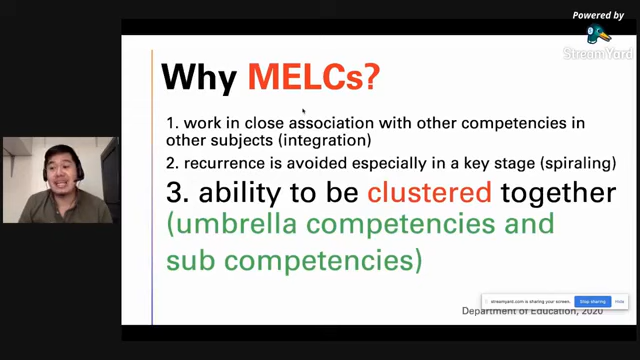 Powered by
StreamYard
Why MELCs?
1. work in close association with other competencies in
other subjects (integration)
2. recurrence is avoided especially in a key stage (spiraling)
3. ability to be clustered together
(umbrella competencies and
sub competencies)
streamyard.com is sharing your screen.
Stop sharing
Hide
Department of Education, 2020